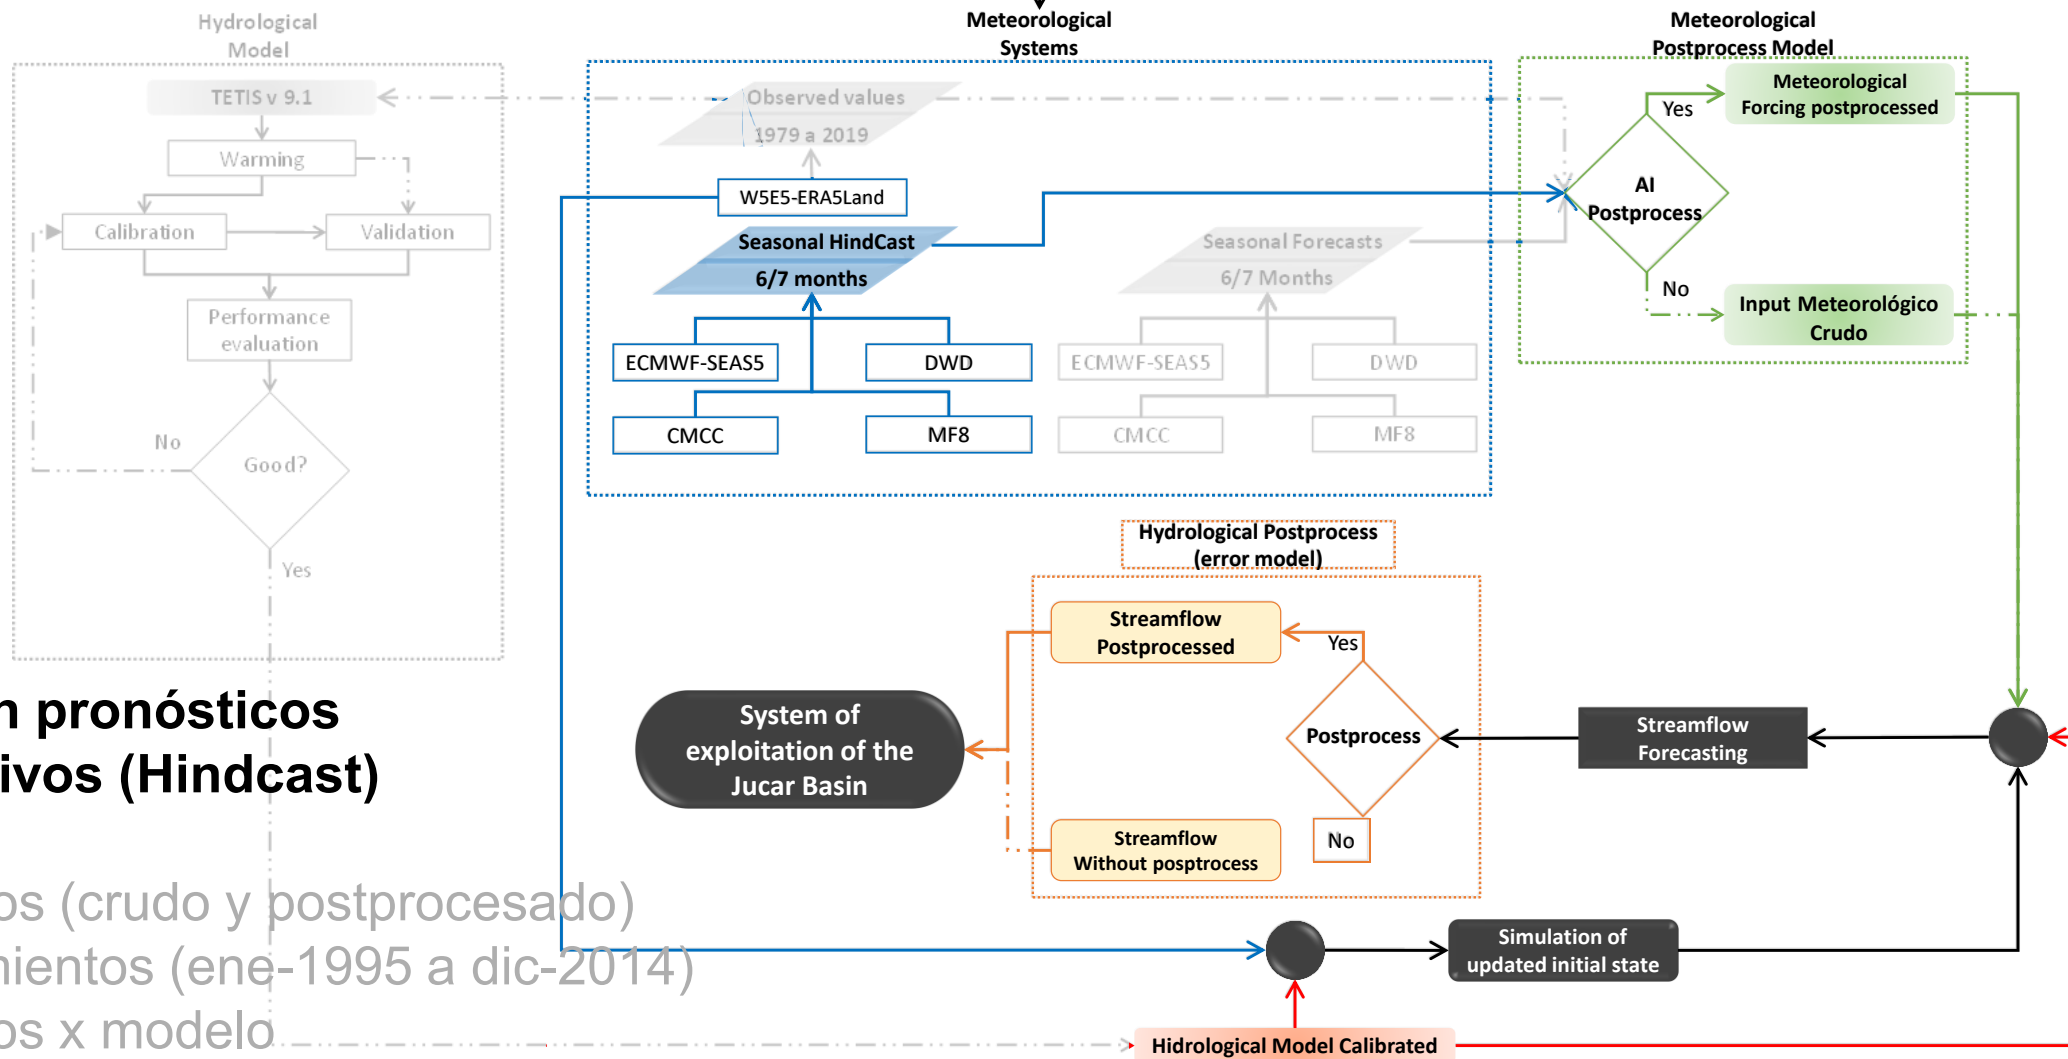 Hydrological
Model
TETIS v 9.1
Warming
Calibration
Validation
Performance
evaluation
Good?
No
Yes
Meteorological
Systems
Observed values
1979 a 2019
W5E5-ERA5Land
Seasonal HindCast
6/7 months
ECMWF-SEAS5
DWD
CMCC
MF8
Seasonal Forecasts
6/7 Months
ECMWF-SEAS5
DWD
CMCC
MF8
Meteorological
Postprocess Model
AI
Postprocess
Yes
Meteorological
Forcing postprocessed
No
Input Meteorológico
Crudo
Hydrological Postprocess
(error model)
Streamflow
Postprocessed
Yes
Postprocess
No
Streamflow
Without posptrocess
Streamflow
Forecasting
System of
exploitation of the
Jucar Basin
Simulation of
updated initial state
Hidrological Model Calibrated
n pronósticos
ivos (Hindcast)
os (crudo y postprocesado)
mientos (ene-1995 a dic-2014)
os x modelo